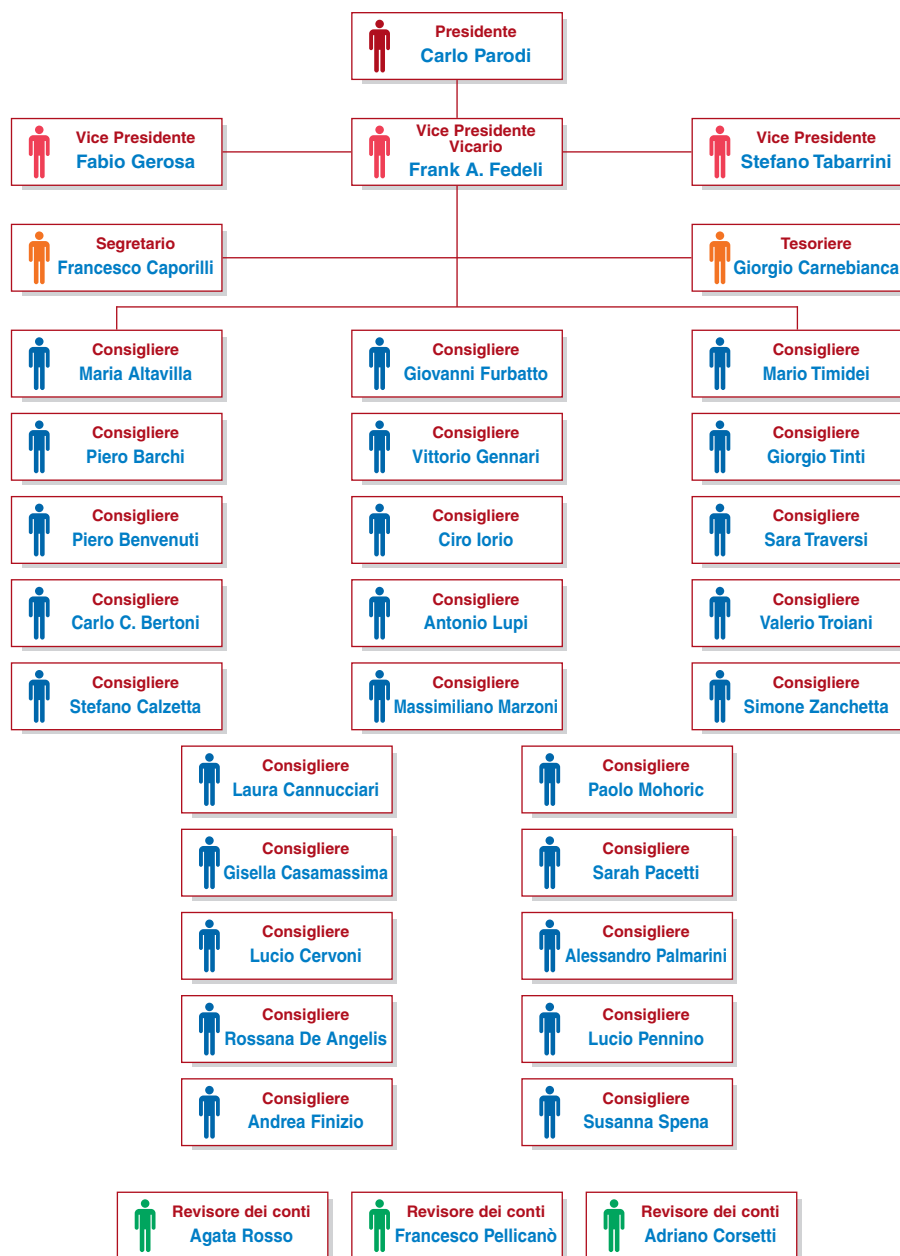 Presidente
Carlo Parodi
Vice Presidente
Fabio Gerosa
Vice Presidente
Vicario
Frank A. Fedeli
Vice Presidente
Stefano Tabarrini
Segretario
Francesco Caporilli
Tesoriere
Giorgio Carnebianca
Consigliere
Maria Altavilla
Consigliere
Giovanni Furbatto
Consigliere
Mario Timidei
Consigliere
Piero Barchi
Consigliere
Vittorio Gennari
Consigliere
Giorgio Tinti
Consigliere
Piero Benvenuti
Consigliere
Ciro Iorio
Consigliere
Sara Traversi
Consigliere
Carlo C. Bertoni
Consigliere
Antonio Lupi
Consigliere
Valerio Troiani
Consigliere
Stefano Calzetta
Consigliere
Massimiliano Marzoni
Consigliere
Simone Zanchetta
Consigliere
Laura Cannucciari
Consigliere
Paolo Mohoric
Consigliere
Gisella Casamassima
Consigliere
Sarah Pacetti
Consigliere
Lucio Cervoni
Consigliere
Alessandro Palmarini
Consigliere
Rossana De Angelis
Consigliere
Lucio Pennino
Consigliere
Andrea Finizio
Consigliere
Susanna Spena
Revisore dei conti
Agata Rosso
Revisore dei conti
Francesco Pellicanò
Revisore dei conti
Adriano Corsetti